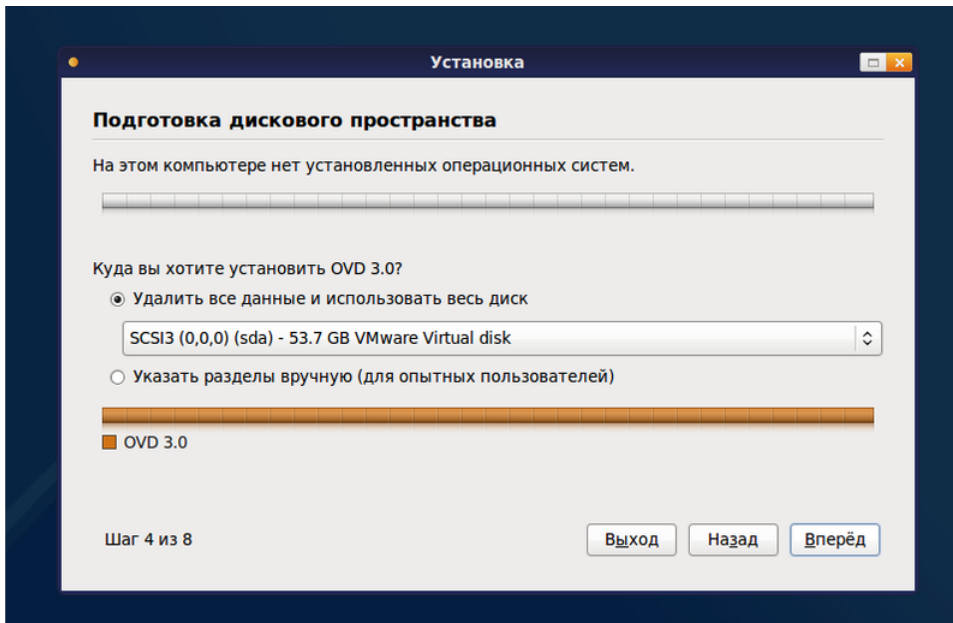 Установка
Подготовка дискового пространства
На этом компьютере нет установленных операционных систем.
Куда вы хотите установить OVD 3.0?
Удалить все данные и использовать весь диск
SCSI3 (0,0,0) (sda) - 53.7 GB VMware Virtual disk
Указать разделы вручную (для опытных пользователей)
OVD 3.0
Шаг 4 из 8
Выход
Назад
Вперёд